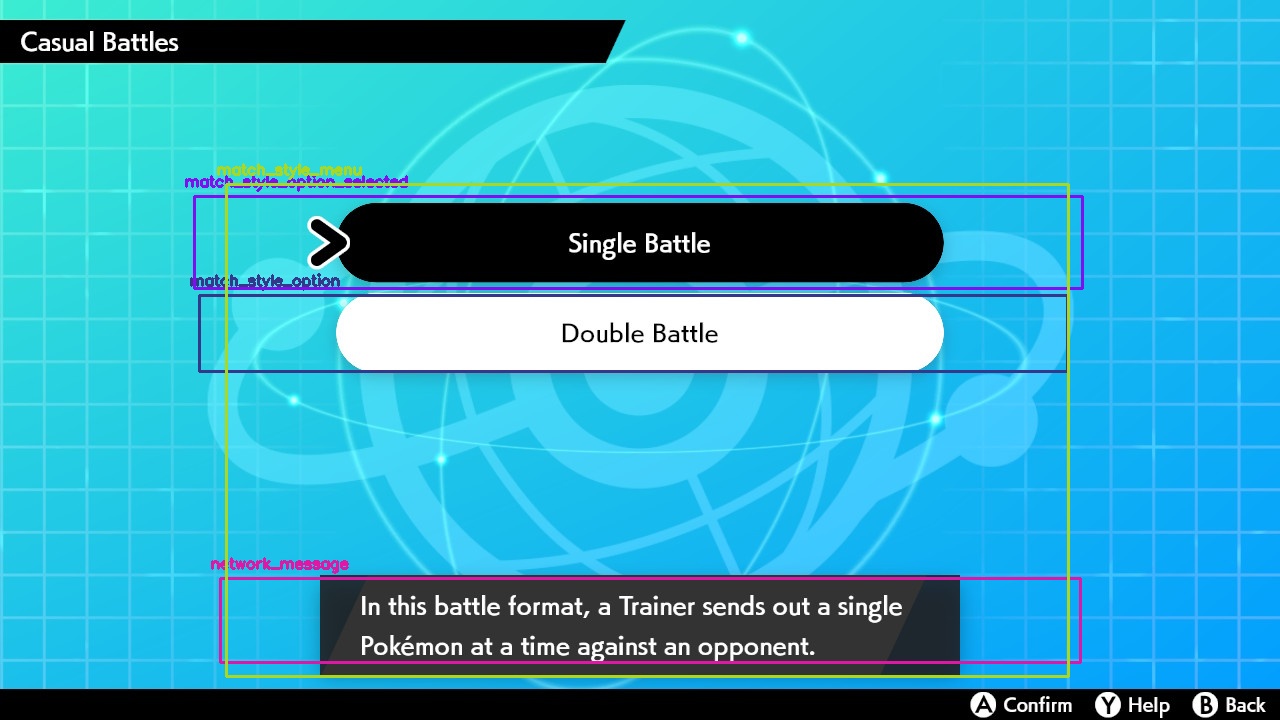 Casual Battles
match_style_menu
match_style_option_selected
Single Battle
match_style_option
Double Battle
network_message
In this battle format, a Trainer sends out a single
Pokémon at a time against an opponent.
A Confirm Y Help B Back